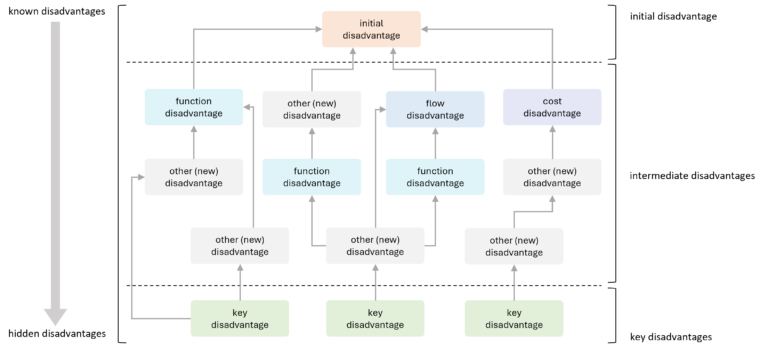 known disadvantages
initial
disadvantage
initial disadvantage
function
disadvantage
other (new)
disadvantage
flow
disadvantage
cost
disadvantage
other (new)
disadvantage
function
disadvantage
function
disadvantage
other (new)
disadvantage
intermediate disadvantages
other (new)
disadvantage
other (new)
disadvantage
other (new)
disadvantage
key
disadvantage
key
disadvantage
key
disadvantage
hidden disadvantages
key disadvantages